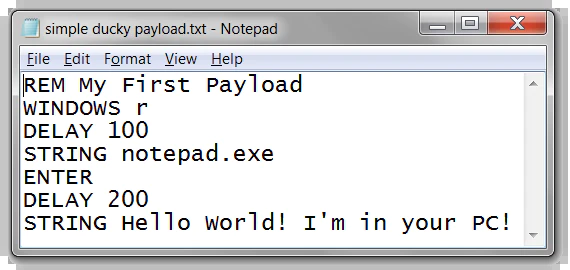 simple ducky payload.txt - Notepad
File Edit Format View Help
REM My First Payload
WINDOWS r
DELAY 100
STRING notepad.exe
ENTER
DELAY 200
STRING Hello World! I'm in your PC!